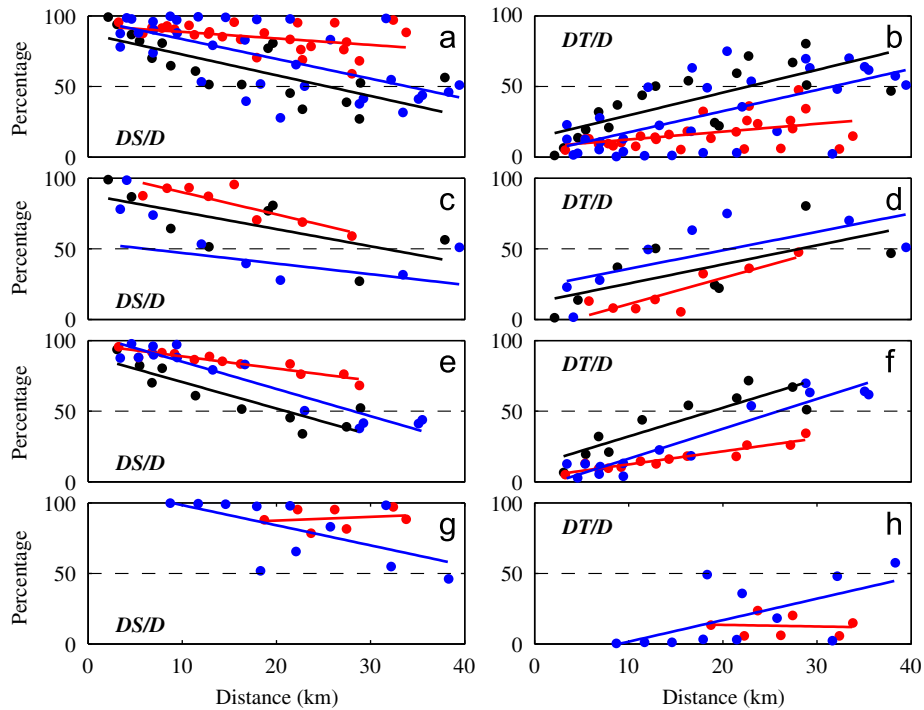 100 a 100 b
Percentage 50 DT/D 50
DS/D
0 0
100 c 100 d
Percentage 50 DT/D 50
DS/D
0 0
100 e 100 f
Percentage 50 DT/D 50
DS/D
0 0
100 g 100 h
Percentage 50 DT/D 50
DS/D
0 0
0 10 20 30 40 0 10 20 30 40
Distance (km) Distance (km)